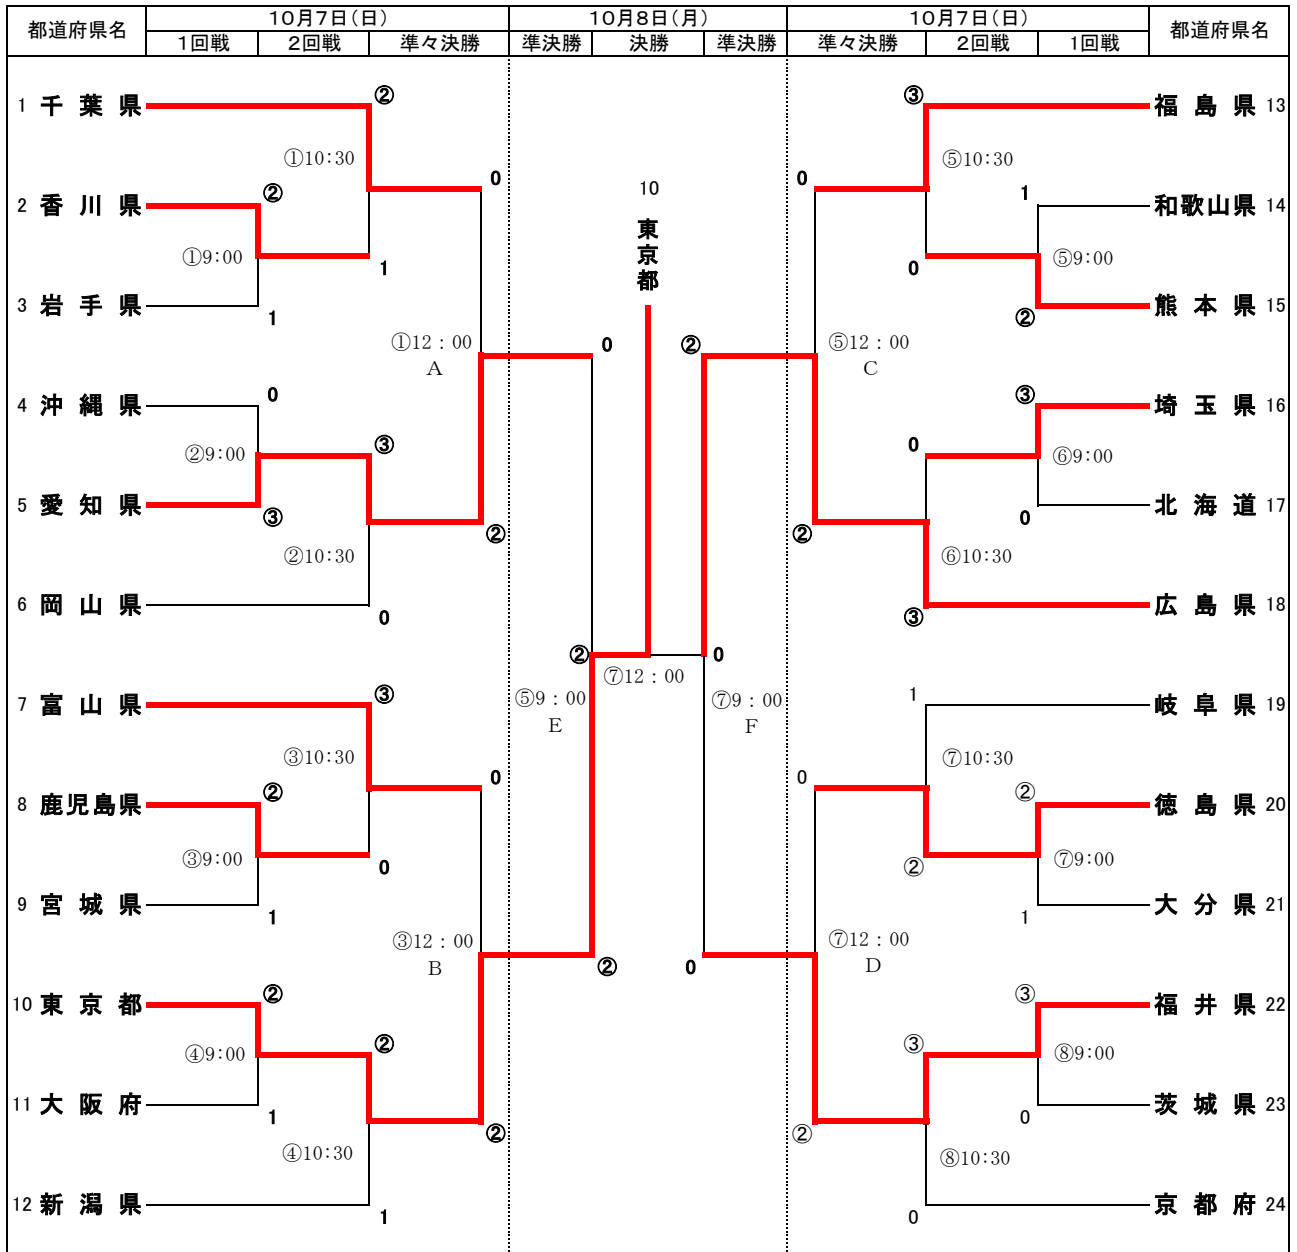 都道府県名 10月7日(日) 10月8日(月) 10月7日(日) 都道府県名
1回戦 2回戦 準々決勝 準決勝 決勝 準決勝 準々決勝 2回戦 1回戦
② ③
1 千葉県 福島県 13
①10:30 ⑤10:30
0 10 0
② 1
2 香川県 和歌山県 14
東京都
①9:00 ⑤9:00
1 0
3 岩手県 熊本県 15
1 ②
①12:00 0 ② ⑤12:00
A C
0 ③
4 沖縄県 埼玉県 16
③ 0
②9:00 ⑥9:00
5 愛知県 北海道 17
③ ② ② 0
②10:30 ⑥10:30
6 岡山県 広島県 18
0 ③
② 0
⑦12:00
③ ⑤9:00 ⑦9:00 1
7 富山県 岐阜県 19
E F
③10:30 ⑦10:30
0 0
② ②
8 鹿児島県 徳島県 20
③9:00 ⑦9:00
0 ②
9 宮城県 大分県 21
1 1
③12:00 ⑦12:00
B ② 0 D
② ③
10 東京都 福井県 22
② ③
④9:00 ⑧9:00
11 大阪府 茨城県 23
1 0
② ②
④10:30 ⑧10:30
12 新潟県 京都府 24
1 0